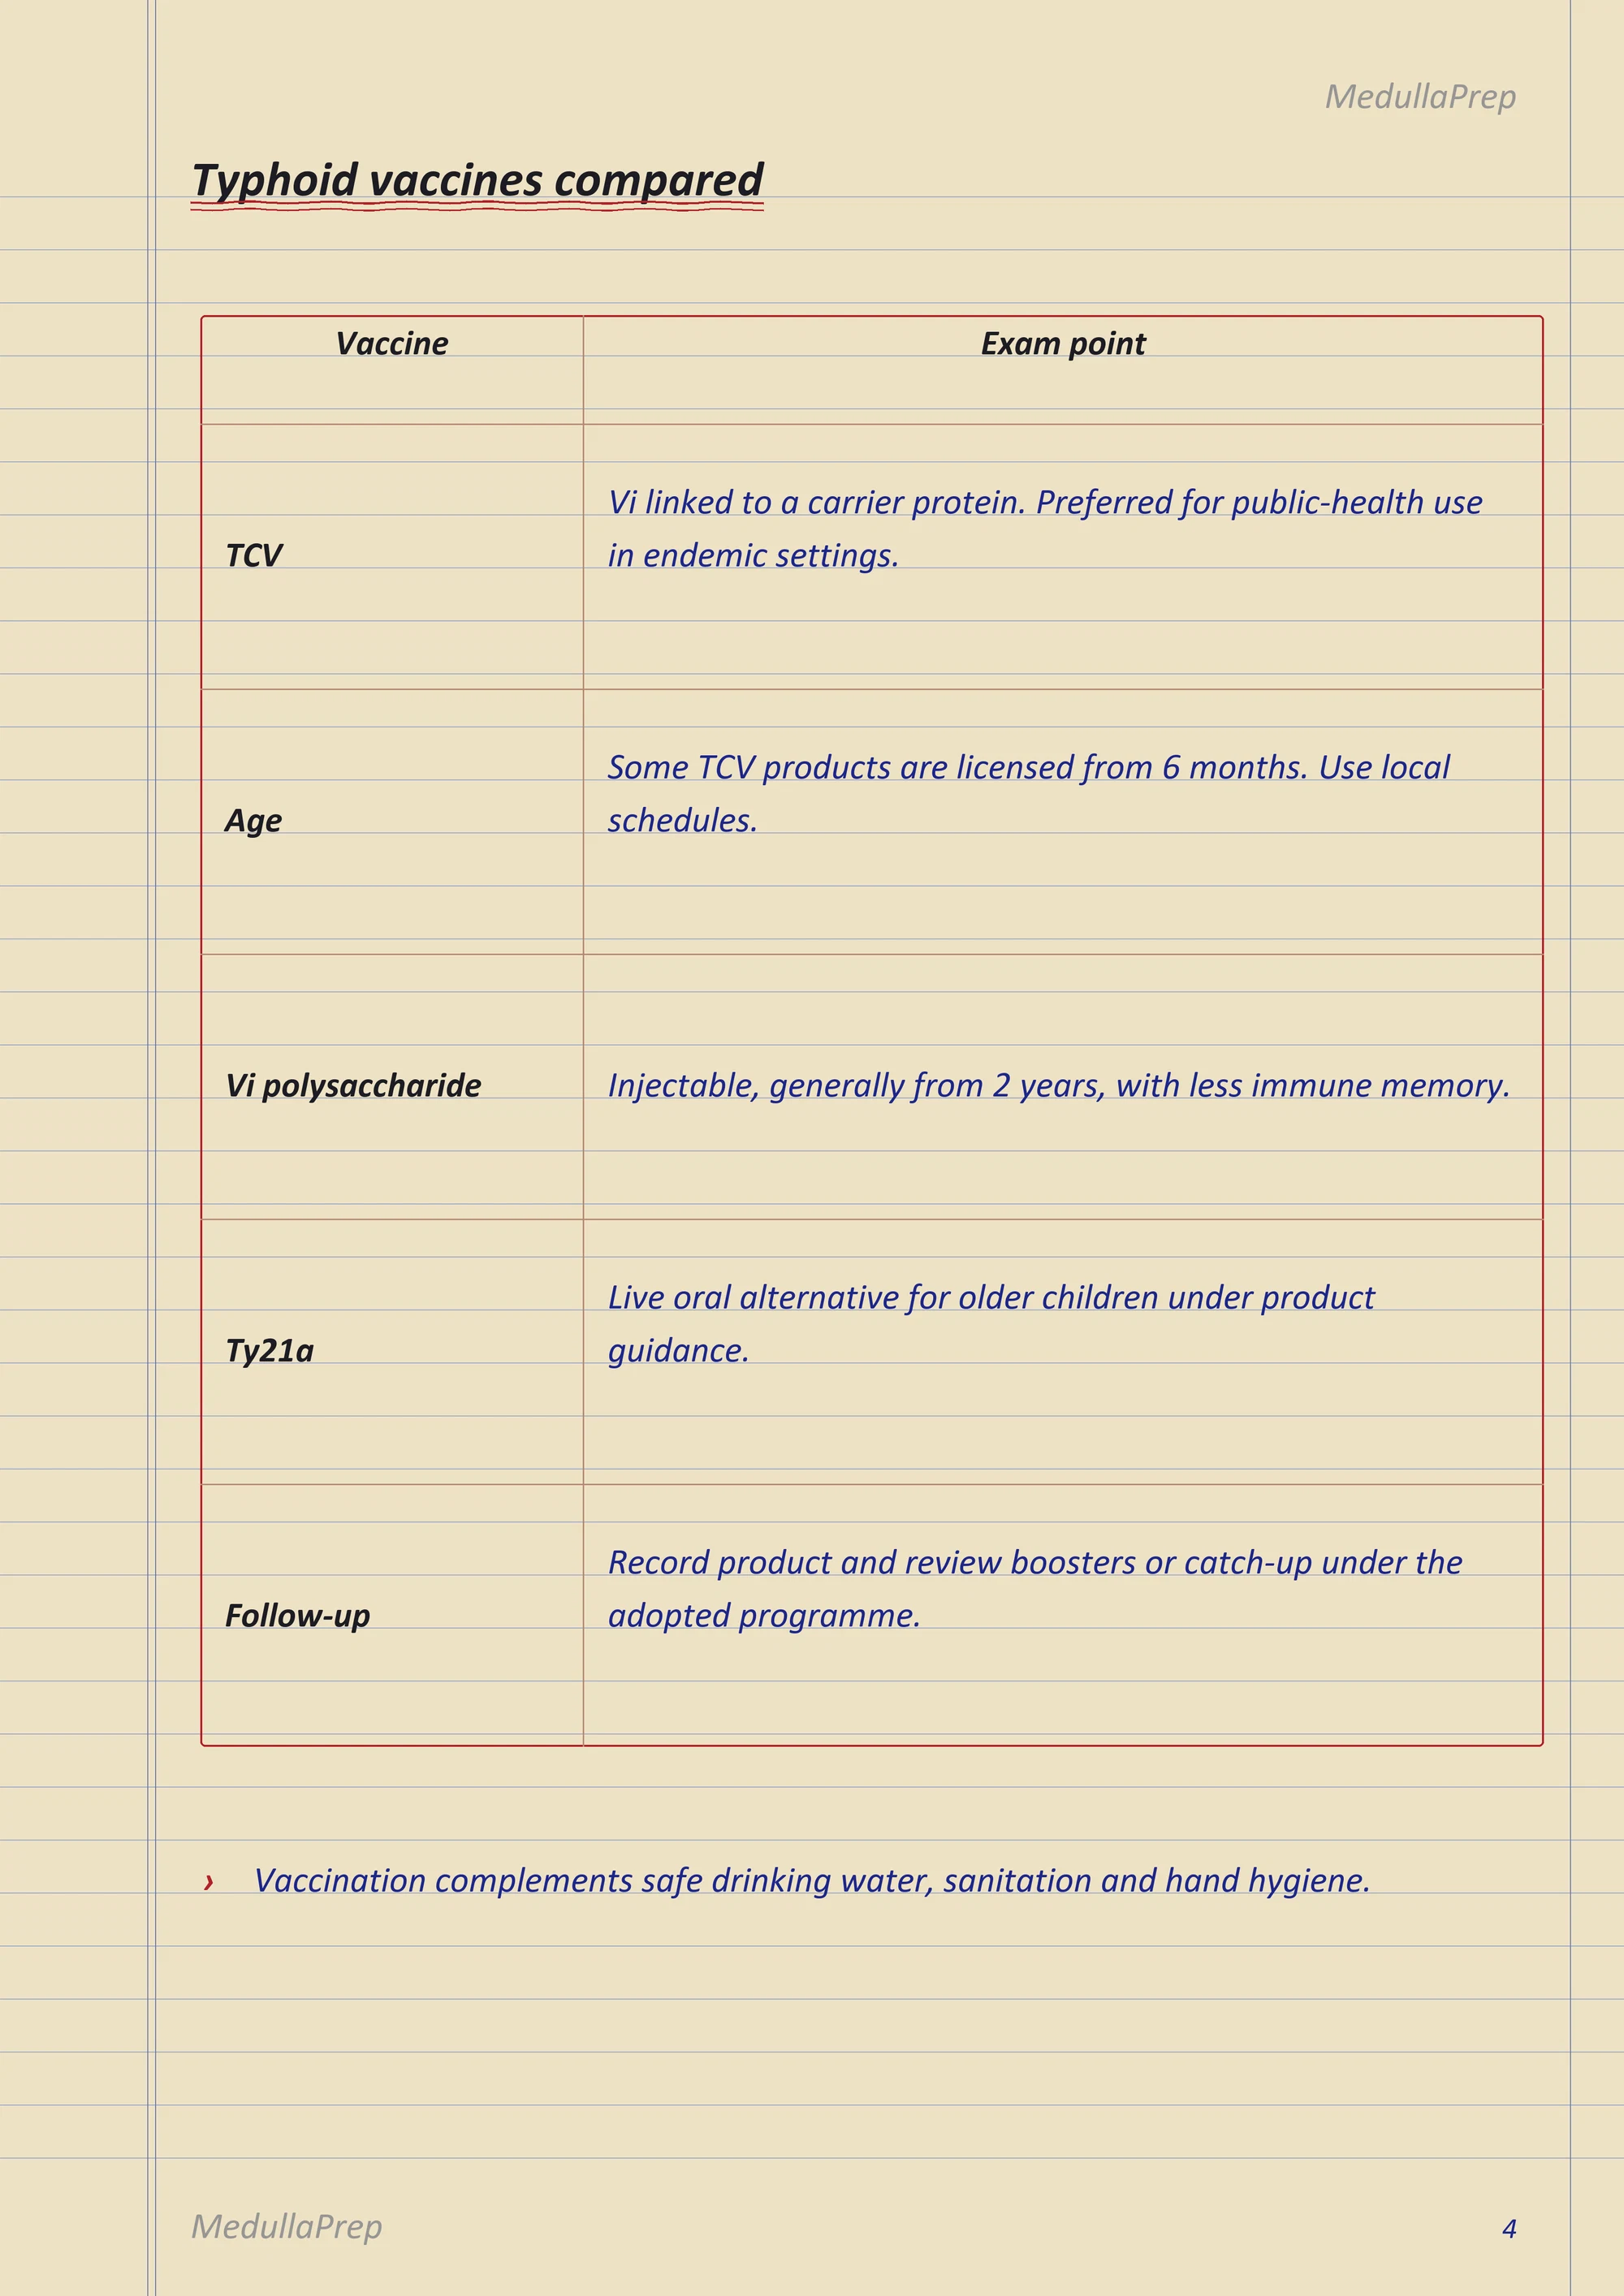 MedullaPrep
Typhoid vaccines compared
Vaccine
Exam point
TCV
Vi linked to a carrier protein. Preferred for public-health use
in endemic settings.
Age
Some TCV products are licensed from 6 months. Use local
schedules.
Vi polysaccharide
Injectable, generally from 2 years, with less immune memory.
Ty21a
Live oral alternative for older children under product
guidance.
Follow-up
Record product and review boosters or catch-up under the
adopted programme.
› Vaccination complements safe drinking water, sanitation and hand hygiene.
MedullaPrep
4